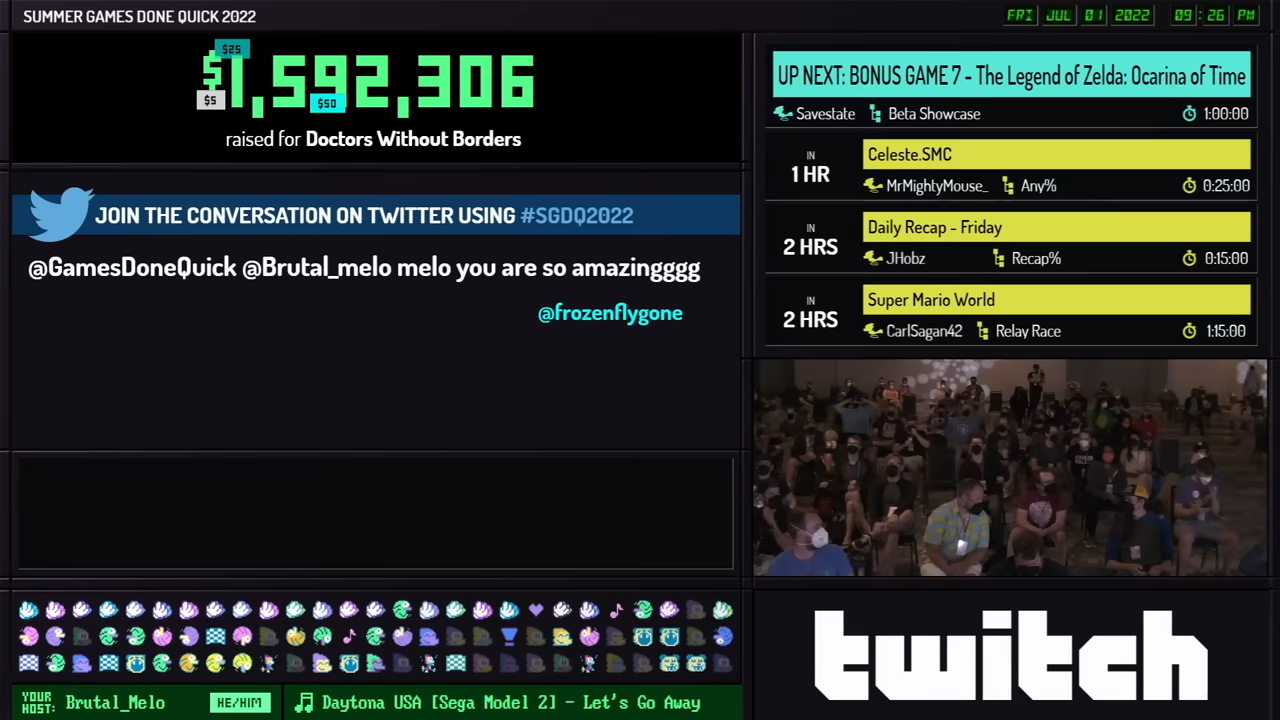 SUMMER GAMES DONE QUICK 2022
FRI JUL 01 2022 09:26 PM
$1,592,306
$25
$5
$50
raised for Doctors Without Borders
JOIN THE CONVERSATION ON TWITTER USING #SGDQ2022
@GamesDoneQuick @Brutal_melo melo you are so amazingggg
@frozenflygone
UP NEXT: BONUS GAME 7 - The Legend of Zelda: Ocarina of Time
Savestate Beta Showcase 1:00:00
IN 1 HR
Celeste.SMC
MrMightyMouse_ Any% 0:25:00
IN 2 HRS
Daily Recap - Friday
JHobz Recap% 0:15:00
IN 2 HRS
Super Mario World
CarlSagan42 Relay Race 1:15:00
twitch
YOUR HOST: Brutal_Melo HE/HIM
Daytona USA [Sega Model 2] - Let's Go Away